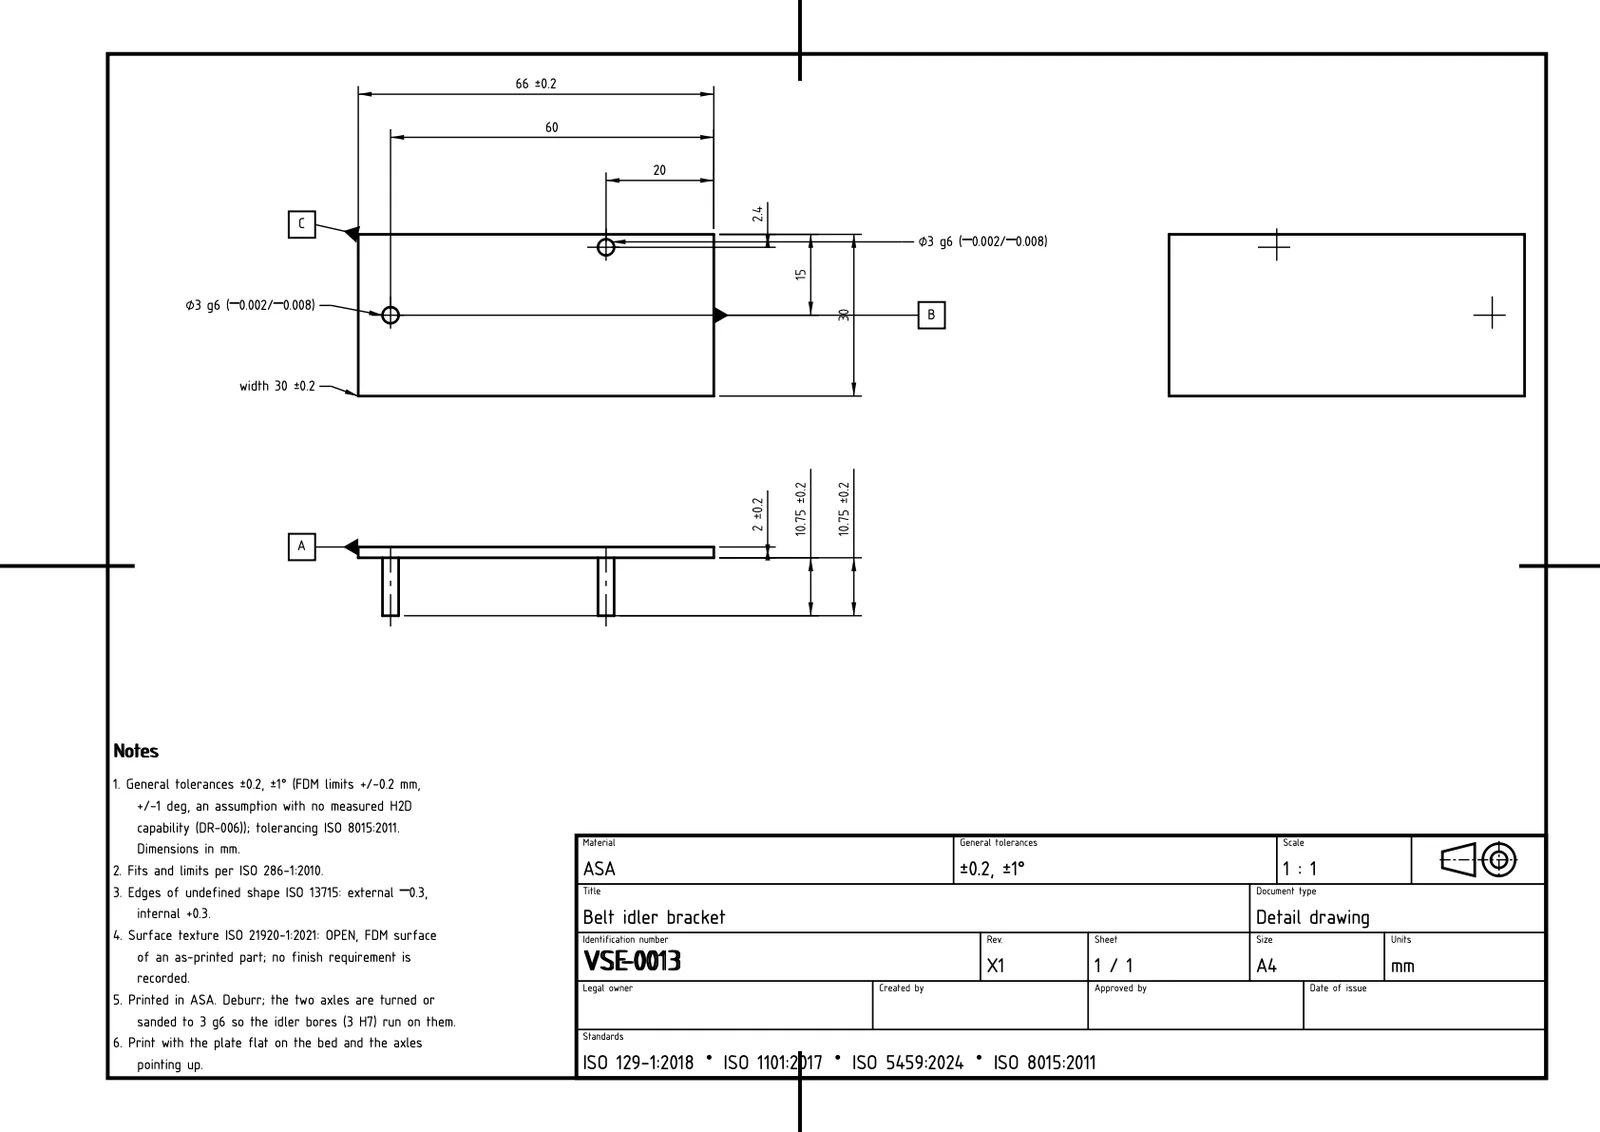 66 ±0.2
60
20
2.4
C
⌀3 g6 (−0.002/−0.008)
15
⌀3 g6 (−0.002/−0.008)
30
B
width 30 ±0.2
2 ±0.2
10.75 ±0.2
10.75 ±0.2
A
Notes
1. General tolerances ±0.2, ±1° (FDM limits +/-0.2 mm,
+/-1 deg, an assumption with no measured H2D
capability (DR-006)); tolerancing ISO 8015:2011.
Dimensions in mm.
2. Fits and limits per ISO 286-1:2010.
3. Edges of undefined shape ISO 13715: external −0.3,
internal +0.3.
4. Surface texture ISO 21920-1:2021: OPEN, FDM surface
of an as-printed part; no finish requirement is
recorded.
5. Printed in ASA. Deburr; the two axles are turned or
sanded to 3 g6 so the idler bores (3 H7) run on them.
6. Print with the plate flat on the bed and the axles
pointing up.
Material
ASA
General tolerances
±0.2, ±1°
Scale
1 : 1
Title
Belt idler bracket
Document type
Detail drawing
Identification number
VSE-0013
Rev.
X1
Sheet
1 / 1
Size
A4
Units
mm
Legal owner
Created by
Approved by
Date of issue
Standards
ISO 129-1:2018 • ISO 1101:2017 • ISO 5459:2024 • ISO 8015:2011